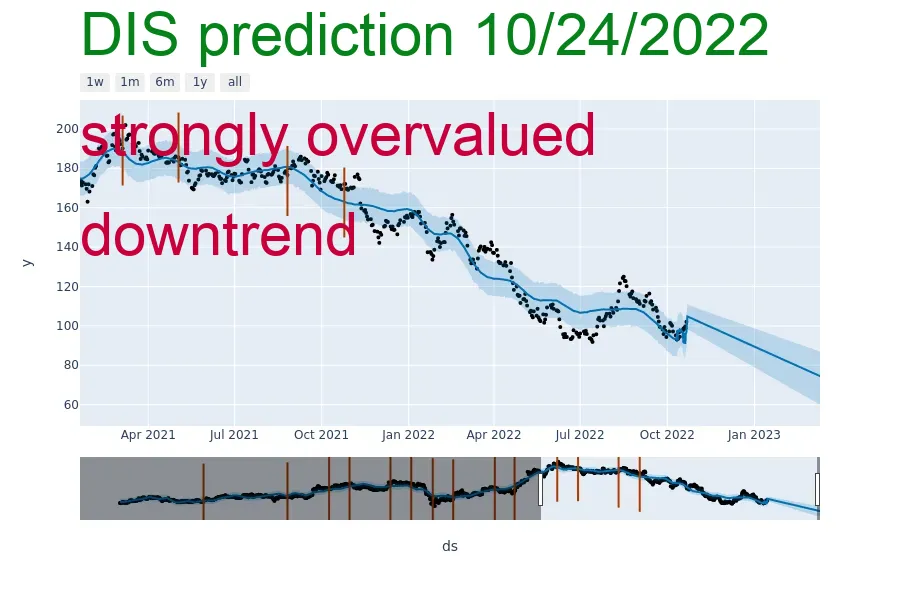 DIS prediction 10/24/2022
1w 1m 6m 1y all
strongly overvalued
downtrend
y
200
180
160
140
120
100
80
60
Apr 2021 Jul 2021 Oct 2021 Jan 2022 Apr 2022 Jul 2022 Oct 2022 Jan 2023
ds